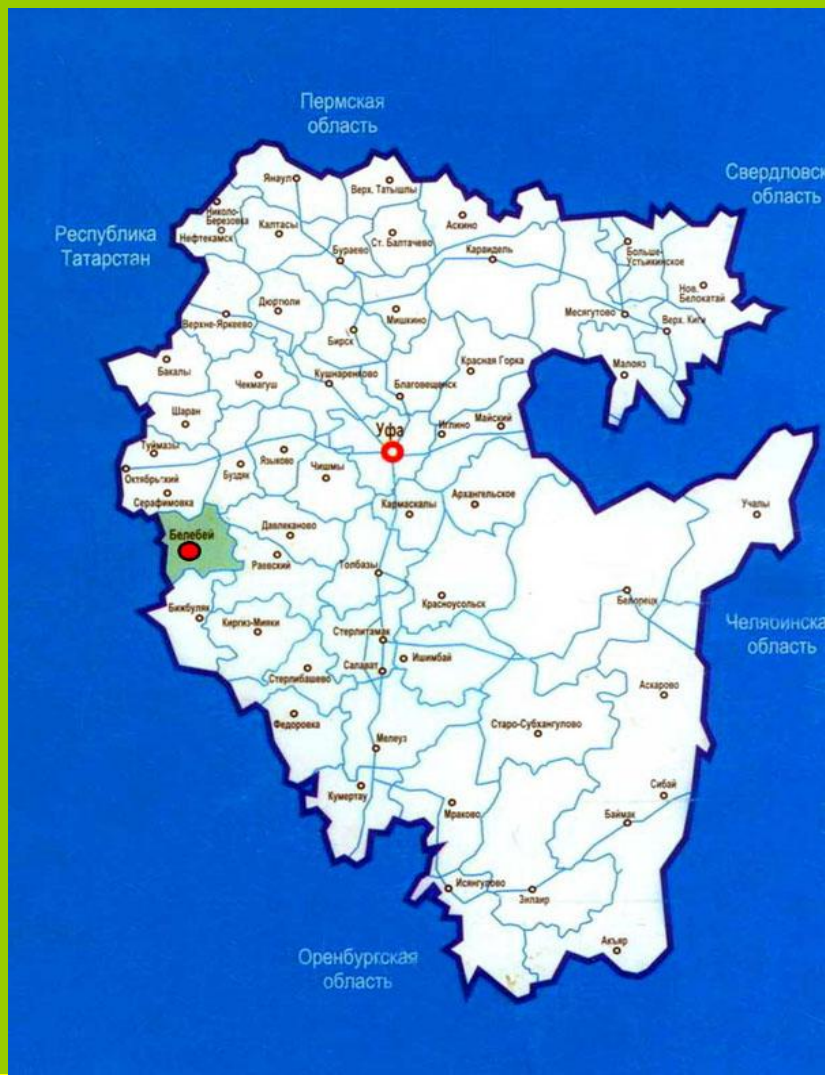 Пермская
область
Свердловск
область
Республика
Татарстан
Янаул
Верх. Татышлы
Николо-
Березовка
Нефтекамск
Калтасы
Ст. Балтачево
Аскино
Бураево
Караидель
Больше-
Устьикинское
Нов.
Белокатай
Дюртюли
Верхне-Яркеево
Мишкино
Бирск
Месягутово
Верх. Киги
Бакалы
Чекмагуш
Кушнаренково
Красная Горка
Малояз
Благовещенск
Шаран
Уфа
Иглино
Майский
Туймазы
Октябрьский
Буздяк
Языково
Чишмы
Серафимовка
Кармаскалы
Архангельское
Учалы
Белебей
Давлеканово
Раевский
Толбазы
Красноусольск
Белорецк
Бижбуляк
Киргиз-Мияки
Стерлитамак
Челябинска
область
Салават
Ишимбай
Стерлибашево
Аскарово
Федоровка
Старо-Субхангулово
Мелеуз
Кумертау
Мраково
Сибай
Баймак
Исянгулово
Зилаир
Акъяр
Оренбургская
область